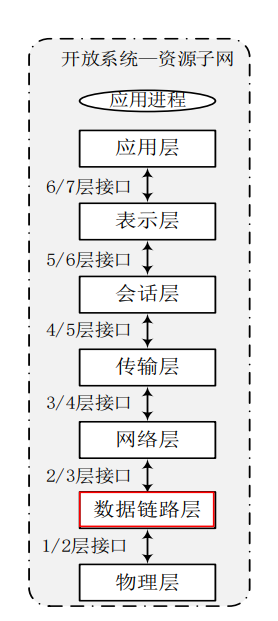 开放系统—资源子网
应用进程
应用层
6/7层接口
表示层
5/6层接口
会话层
4/5层接口
传输层
3/4层接口
网络层
2/3层接口
数据链路层
1/2层接口
物理层